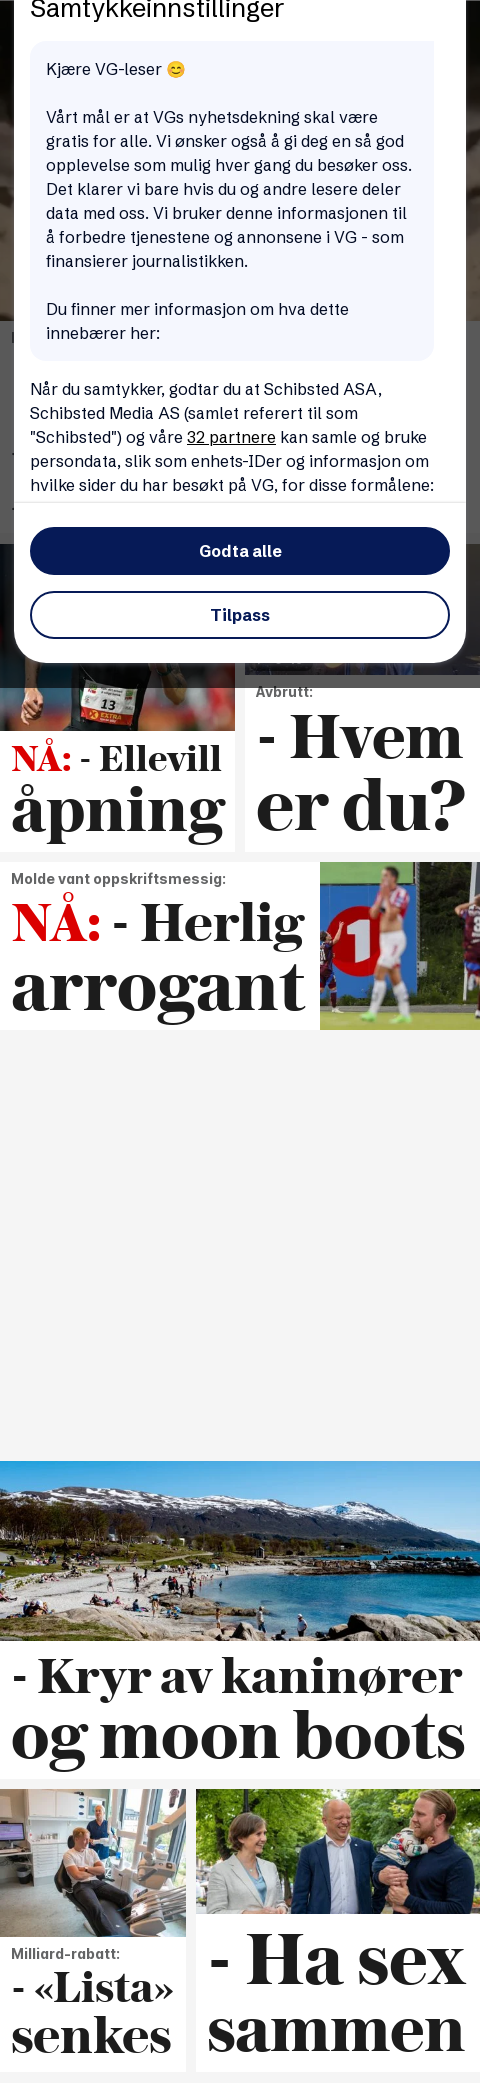 Samtykkeinnstillinger
Kjære VG-leser 😊
Vårt mål er at VGs nyhetsdekning skal være
gratis for alle. Vi ønsker også å gi deg en så god
opplevelse som mulig hver gang du besøker oss.
Det klarer vi bare hvis du og andre lesere deler
data med oss. Vi bruker denne informasjonen til
å forbedre tjenestene og annonsene i VG - som
finansierer journalistikken.
Du finner mer informasjon om hva dette
innebærer her:
Når du samtykker, godtar du at Schibsted ASA,
Schibsted Media AS (samlet referert til som
"Schibsted") og våre 32 partnere kan samle og bruke
persondata, slik som enhets-IDer og informasjon om
hvilke sider du har besøkt på VG, for disse formålene:
Godta alle
Tilpass
13
EXTRA
NÅ: - Ellevill
åpning
Avbrutt:
- Hvem
er du?
Molde vant oppskriftsmessig:
NÅ: - Herlig
arrogant
1
- Kryr av kaninører
og moon boots
Milliard-rabatt:
- «Lista»
senkes
- Ha sex
sammen